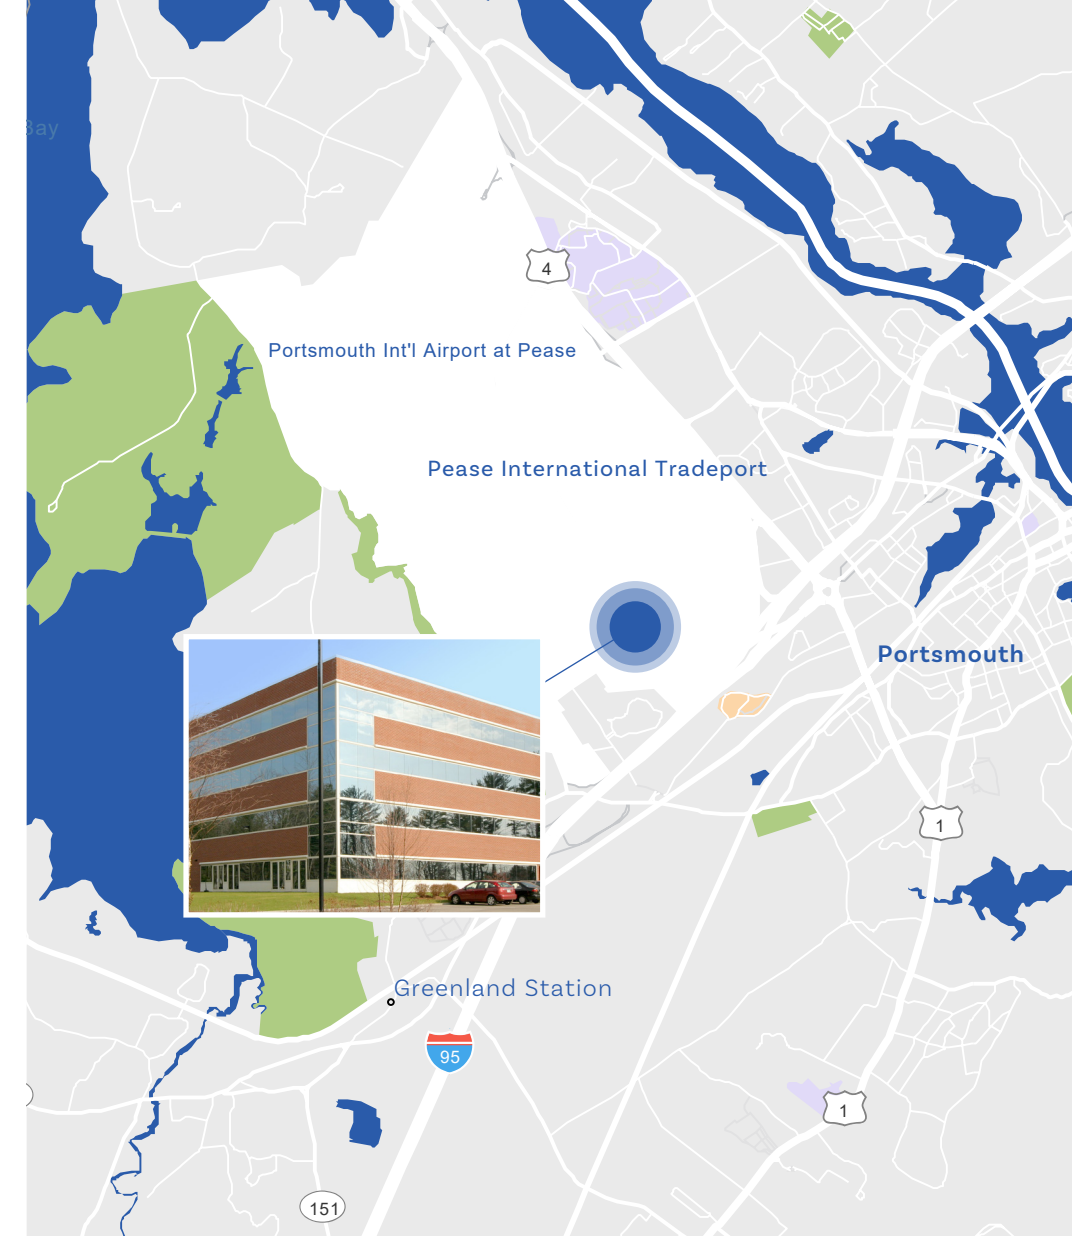 Bay
4
Portsmouth Int'l Airport at Pease
Pease International Tradeport
Portsmouth
1
Greenland Station
95
1
151